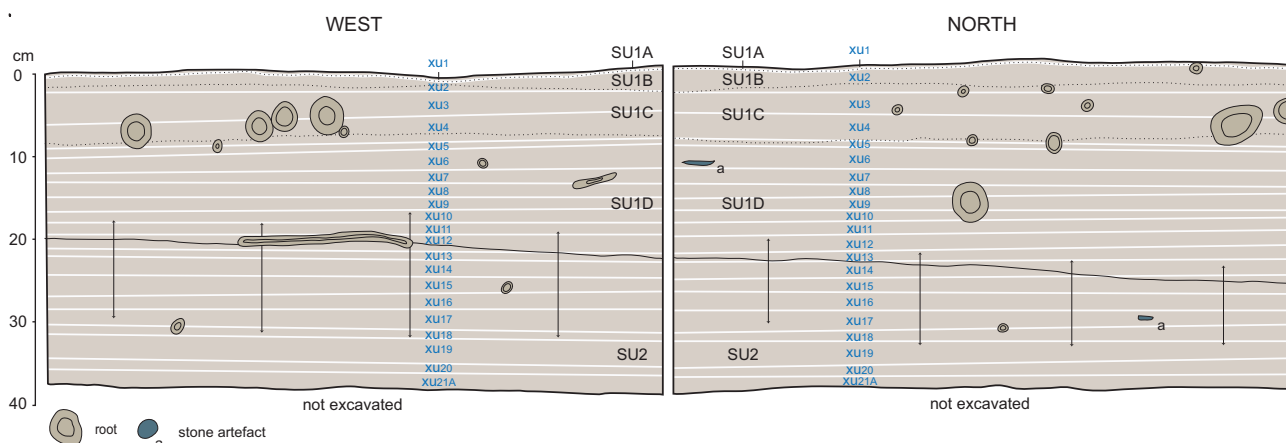 WEST
NORTH
cm
0
10
20
30
40
SU1A
SU1B
SU1C
SU1D
SU2
xu1
xu2
xu3
xu4
xu5
xu6
xu7
xu8
xu9
xu10
xu11
xu12
xu13
xu14
xu15
xu16
xu17
xu18
xu19
xu20
xu21A
not excavated
SU1A
SU1B
SU1C
SU1D
SU2
xu1
xu2
xu3
xu4
xu5
xu6
xu7
xu8
xu9
xu10
xu11
xu12
xu13
xu14
xu15
xu16
xu17
xu18
xu19
xu20
xu21A
a
a
not excavated
root
a
stone artefact